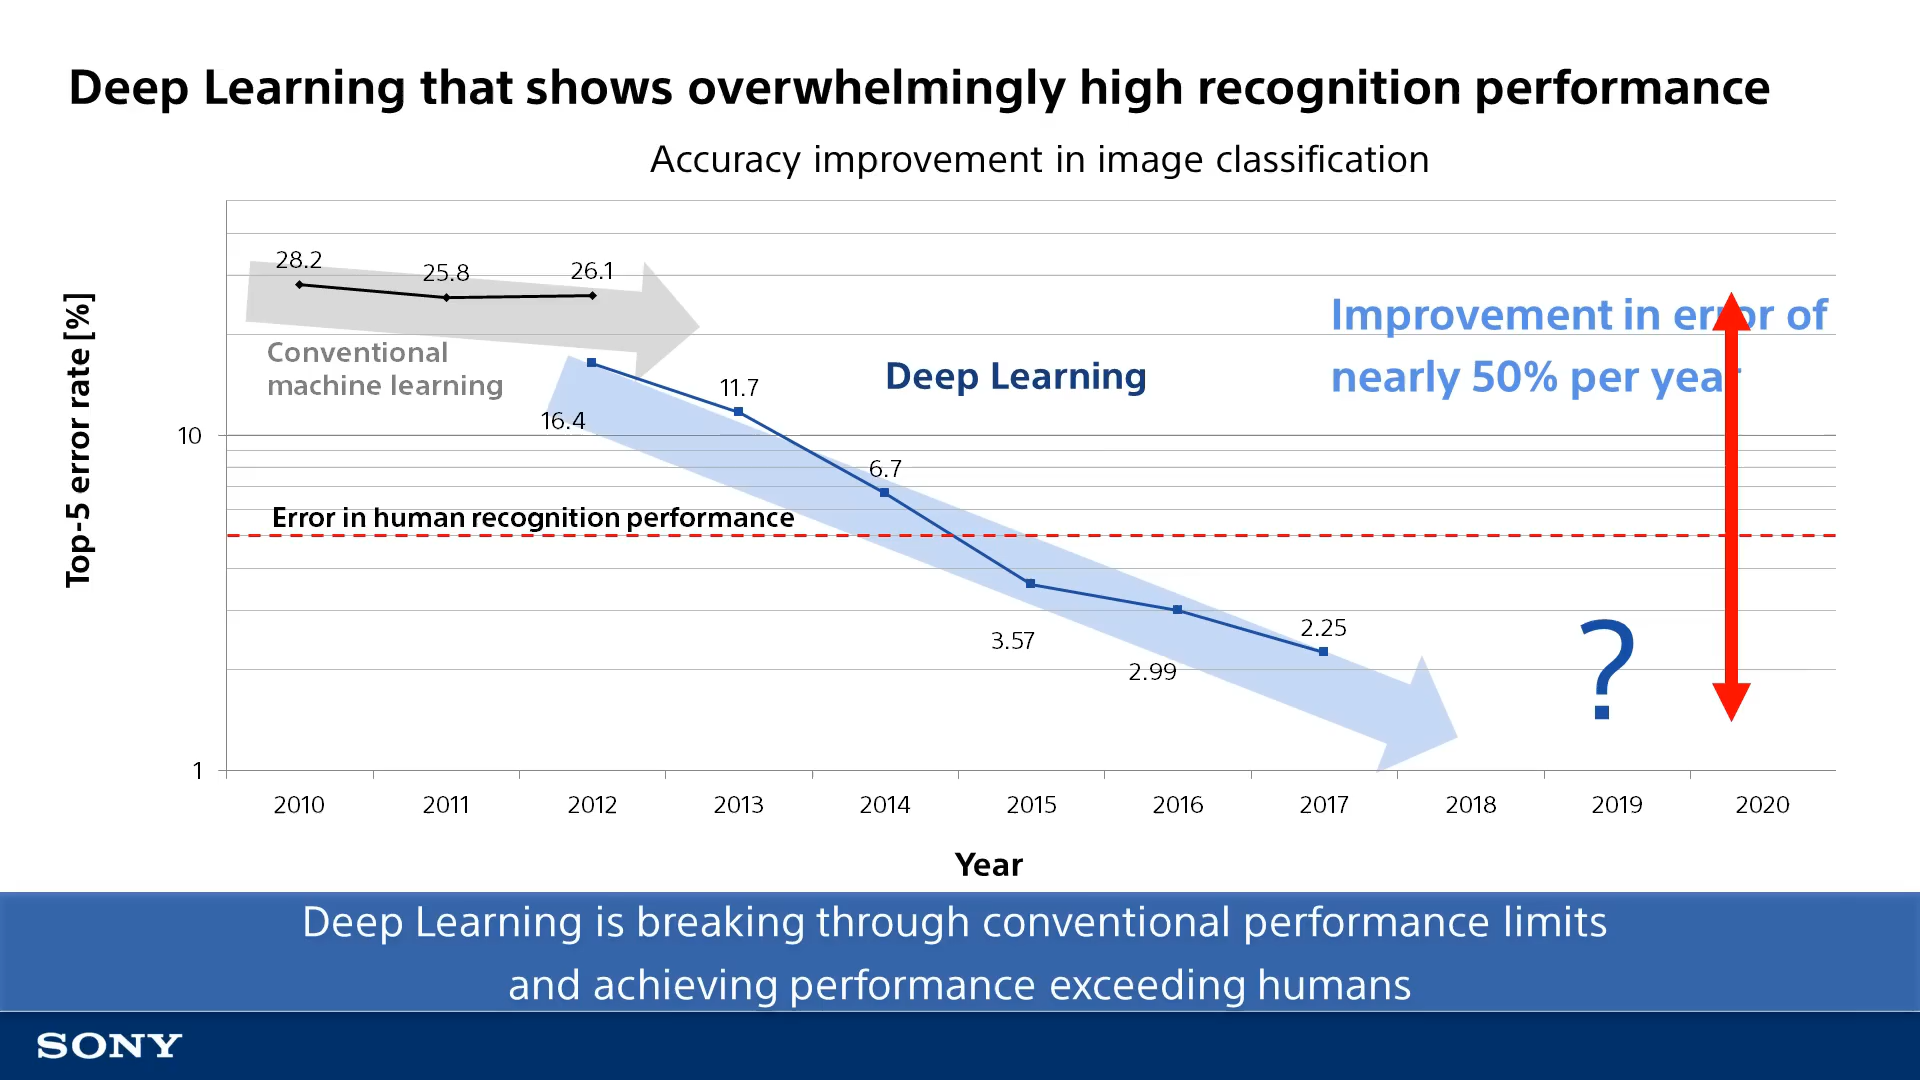 Deep Learning that shows overwhelmingly high recognition performance
Accuracy improvement in image classification
Top-5 error rate [%]
28.2
25.8
26.1
Conventional
machine learning
16.4
11.7
6.7
3.57
2.99
2.25
Deep Learning
Improvement in error of
nearly 50% per year
Error in human recognition performance
?
10
1
2010 2011 2012 2013 2014 2015 2016 2017 2018 2019 2020
Year
Deep Learning is breaking through conventional performance limits
and achieving performance exceeding humans
SONY